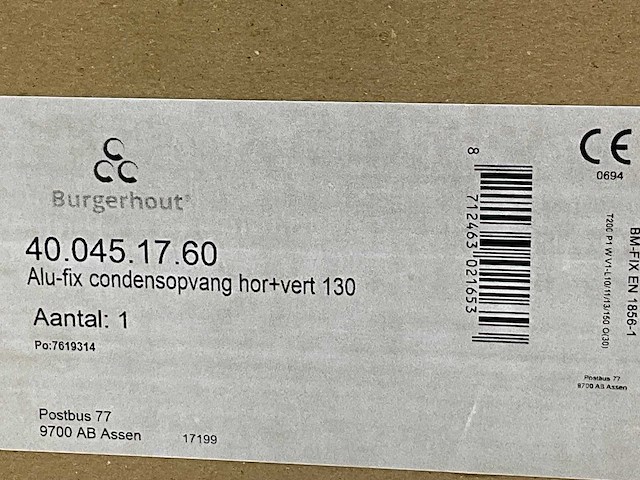 Burgerhout®
40.045.17.60
Alu-fix condensopvang hor+vert 130
Aantal: 1
Po:7619314
Postbus 77
9700 AB Assen
17199
8 712463 021653
CE
0694
BM-FIX EN 1856-1
T200 P1 W V1-L10/11/13/150 O(30)
Postbus 77
9700 AB Assen